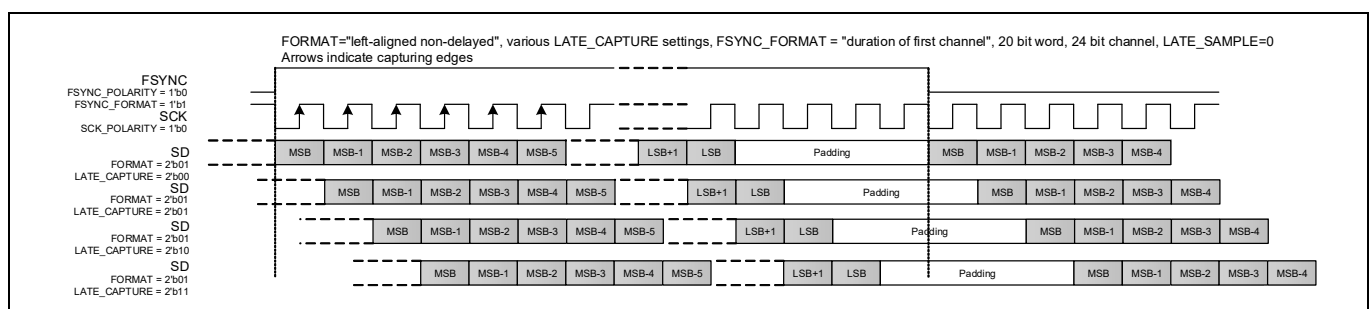 FORMAT="left-aligned non-delayed", various LATE_CAPTURE settings, FSYNC_FORMAT = "duration of first channel", 20 bit word, 24 bit channel, LATE_SAMPLE=0
Arrows indicate capturing edges
FSYNC
FSYNC_POLARITY = 1'b0
FSYNC_FORMAT = 1'b1
SCK
SCK_POLARITY = 1'b0
SD
FORMAT = 2'b01
LATE_CAPTURE = 2'b00
MSB MSB-1 MSB-2 MSB-3 MSB-4 MSB-5 LSB+1 LSB Padding MSB MSB-1 MSB-2 MSB-3 MSB-4
SD
FORMAT = 2'b01
LATE_CAPTURE = 2'b01
MSB MSB-1 MSB-2 MSB-3 MSB-4 MSB-5 LSB+1 LSB Padding MSB MSB-1 MSB-2 MSB-3 MSB-4
SD
FORMAT = 2'b01
LATE_CAPTURE = 2'b10
MSB MSB-1 MSB-2 MSB-3 MSB-4 MSB-5 LSB+1 LSB Padding MSB MSB-1 MSB-2 MSB-3 MSB-4
SD
FORMAT = 2'b01
LATE_CAPTURE = 2'b11
MSB MSB-1 MSB-2 MSB-3 MSB-4 MSB-5 LSB+1 LSB Padding MSB MSB-1 MSB-2 MSB-3 MSB-4